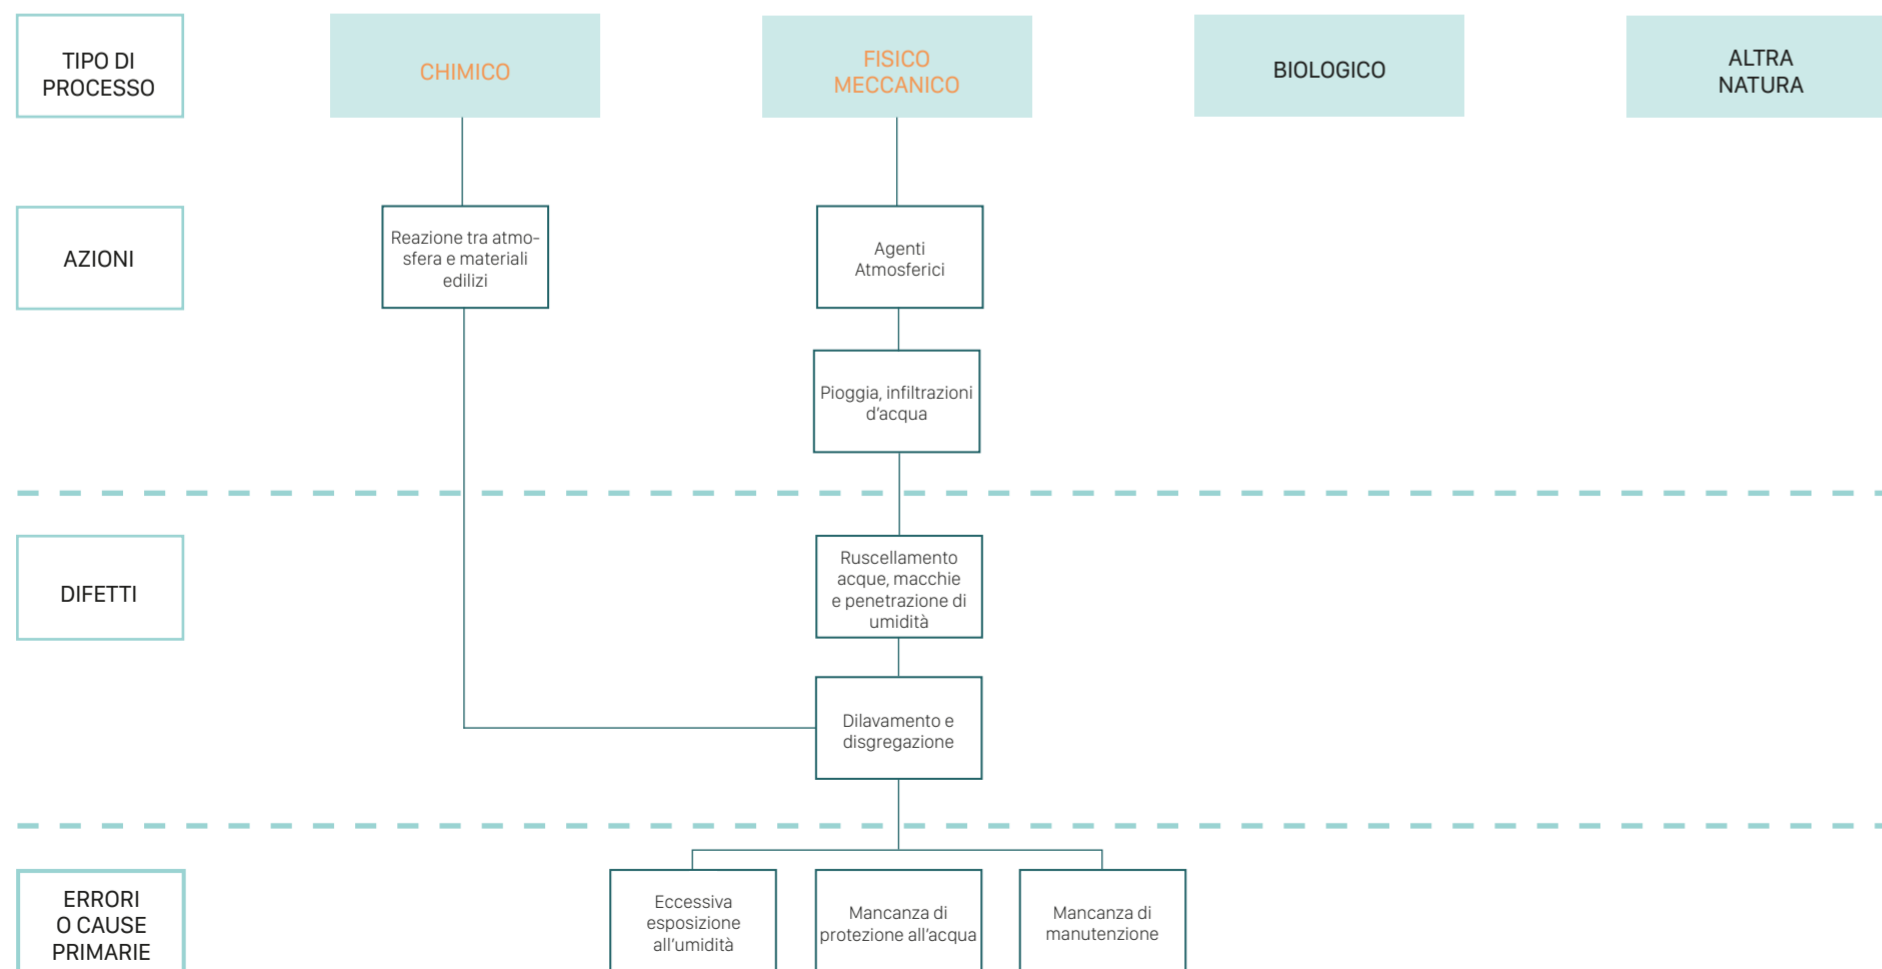 TIPO DI
PROCESSO
CHIMICO
FISICO
MECCANICO
BIOLOGICO
ALTRA
NATURA
AZIONI
Reazione tra atmo-
sfera e materiali
edilizi
Agenti
Atmosferici
Pioggia, infiltrazioni
d'acqua
DIFETTI
Ruscellamento
acque, macchie
e penetrazione di
umidità
Dilavamento e
disgregazione
ERRORI
O CAUSE
PRIMARIE
Eccessiva
esposizione
all'umidità
Mancanza di
protezione all'acqua
Mancanza di
manutenzione